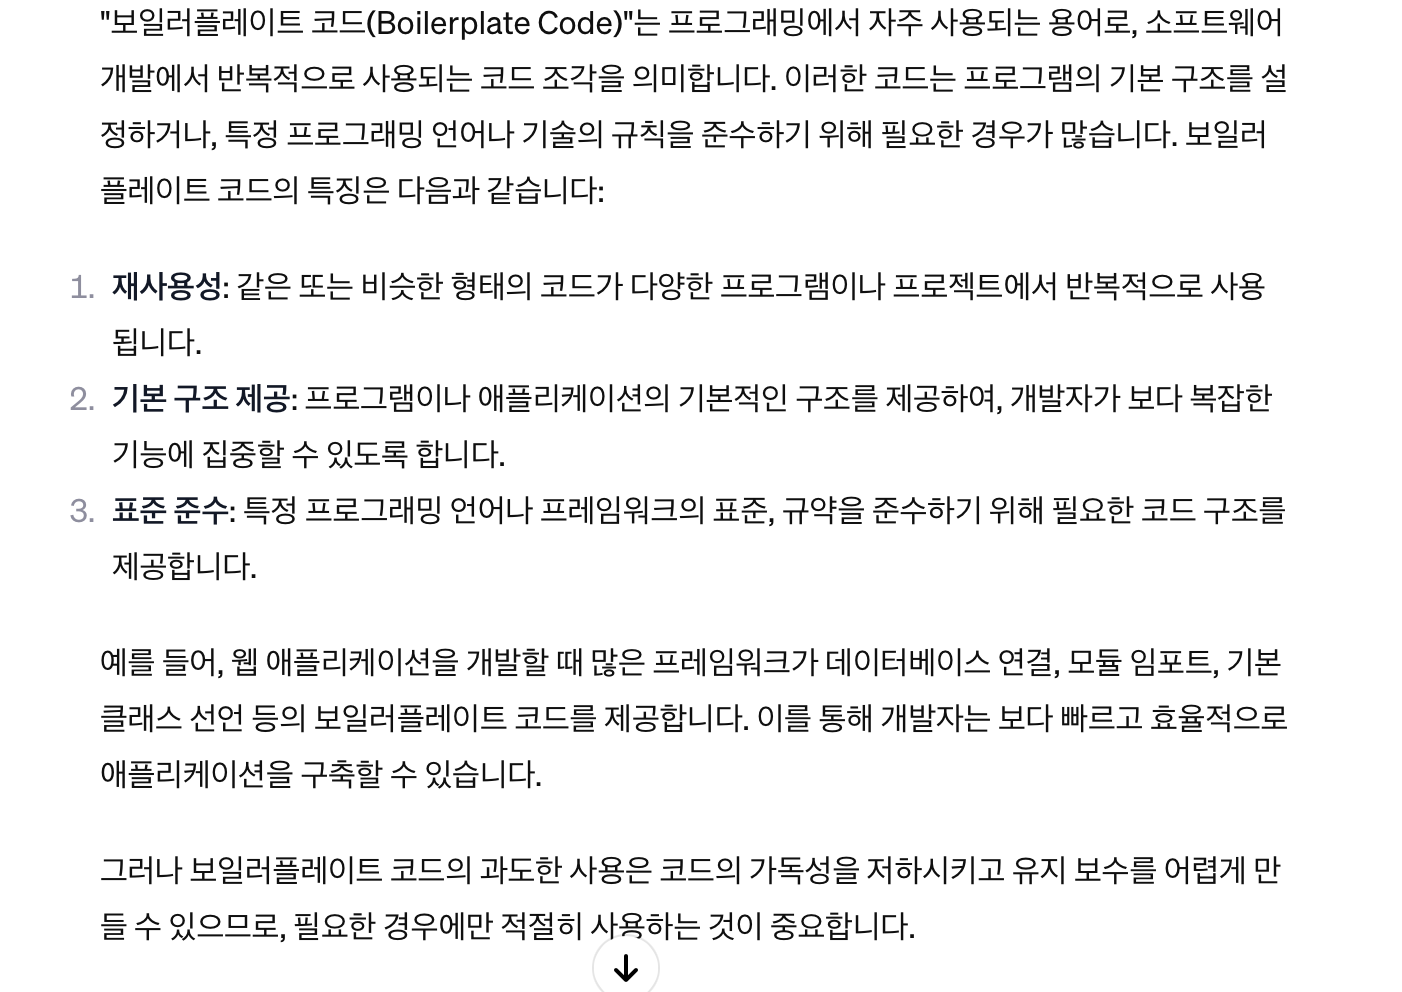 "보일러플레이트 코드(Boilerplate Code)"는 프로그래밍에서 자주 사용되는 용어로, 소프트웨어
개발에서 반복적으로 사용되는 코드 조각을 의미합니다. 이러한 코드는 프로그램의 기본 구조를 설
정하거나, 특정 프로그래밍 언어나 기술의 규칙을 준수하기 위해 필요한 경우가 많습니다. 보일러
플레이트 코드의 특징은 다음과 같습니다:
1. 재사용성: 같은 또는 비슷한 형태의 코드가 다양한 프로그램이나 프로젝트에서 반복적으로 사용
됩니다.
2. 기본 구조 제공: 프로그램이나 애플리케이션의 기본적인 구조를 제공하여, 개발자가 보다 복잡한
기능에 집중할 수 있도록 합니다.
3. 표준 준수: 특정 프로그래밍 언어나 프레임워크의 표준, 규약을 준수하기 위해 필요한 코드 구조를
제공합니다.
예를 들어, 웹 애플리케이션을 개발할 때 많은 프레임워크가 데이터베이스 연결, 모듈 임포트, 기본
클래스 선언 등의 보일러플레이트 코드를 제공합니다. 이를 통해 개발자는 보다 빠르고 효율적으로
애플리케이션을 구축할 수 있습니다.
그러나 보일러플레이트 코드의 과도한 사용은 코드의 가독성을 저하시키고 유지 보수를 어렵게 만
들 수 있으므로, 필요한 경우에만 적절히 사용하는 것이 중요합니다.